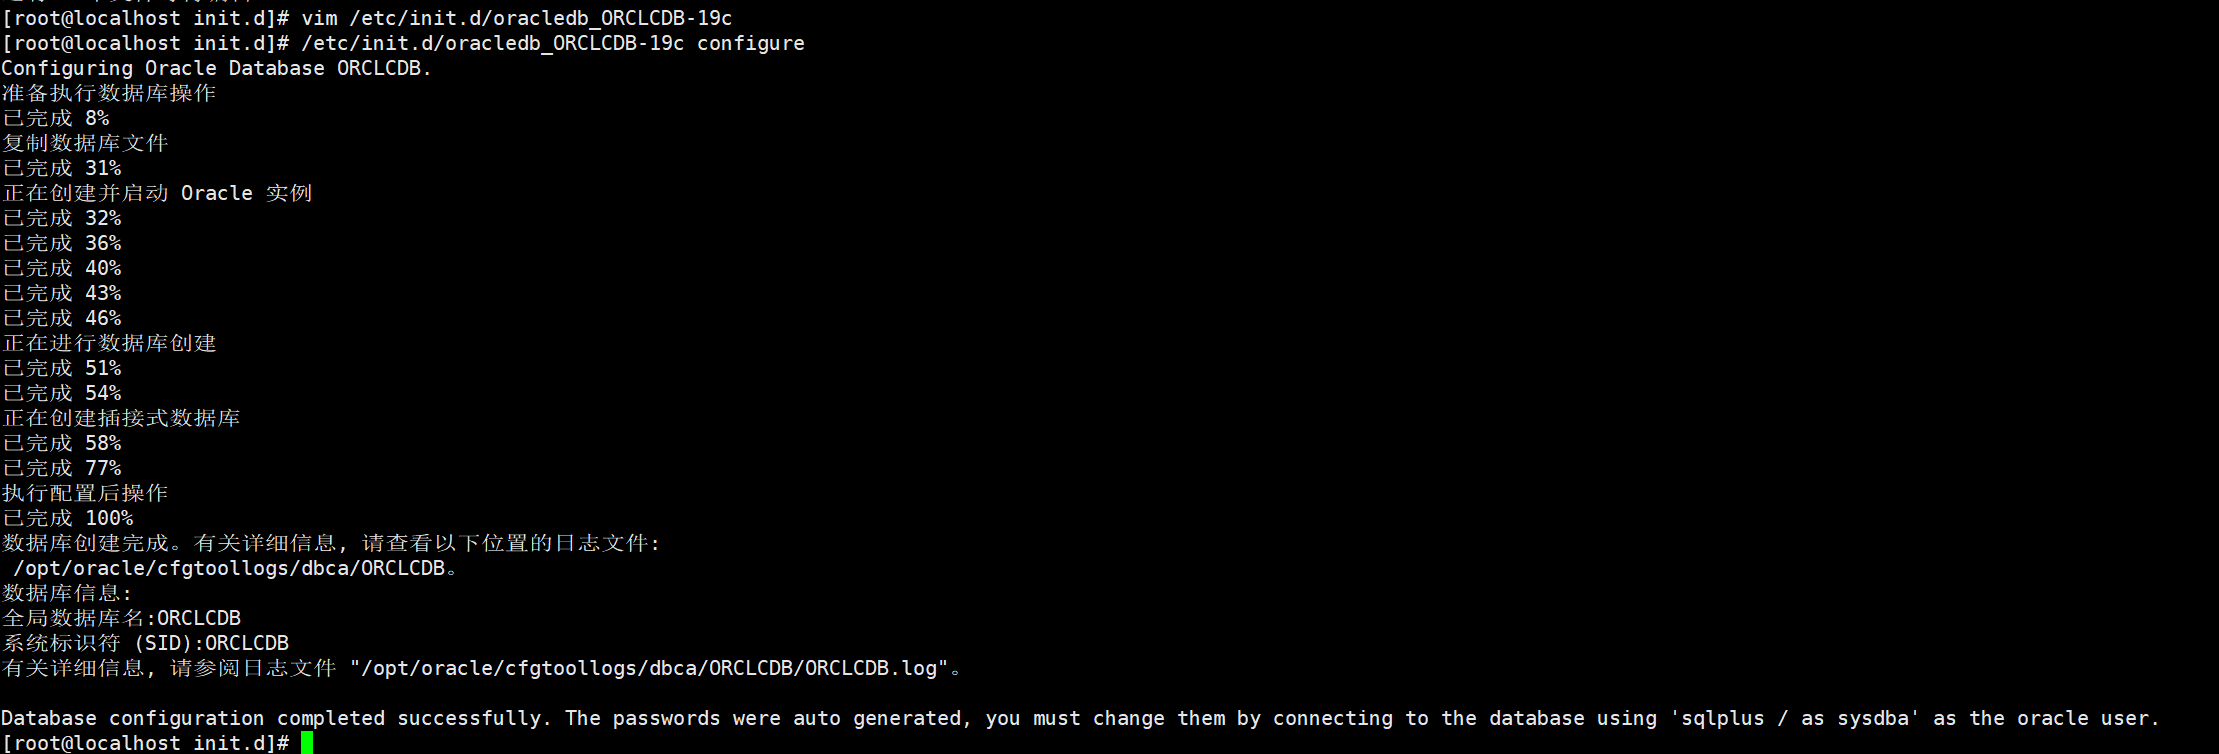 [root@localhost init.d]# vim /etc/init.d/oracledb_ORCLCDB-19c
[root@localhost init.d]# /etc/init.d/oracledb_ORCLCDB-19c configure
Configuring Oracle Database ORCLCDB.
准备执行数据库操作
已完成 8%
复制数据库文件
已完成 31%
正在创建并启动 Oracle 实例
已完成 32%
已完成 36%
已完成 40%
已完成 43%
已完成 46%
正在进行数据库创建
已完成 51%
已完成 54%
正在创建插接式数据库
已完成 58%
已完成 77%
执行配置后操作
已完成 100%
数据库创建完成。有关详细信息, 请查看以下位置的日志文件:
 /opt/oracle/cfgtoollogs/dbca/ORCLCDB。
数据库信息:
全局数据库名:ORCLCDB
系统标识符 (SID):ORCLCDB
有关详细信息, 请参阅日志文件 "/opt/oracle/cfgtoollogs/dbca/ORCLCDB/ORCLCDB.log"。
Database configuration completed successfully. The passwords were auto generated, you must change them by connecting to the database using 'sqlplus / as sysdba' as the oracle user.
[root@localhost init.d]#